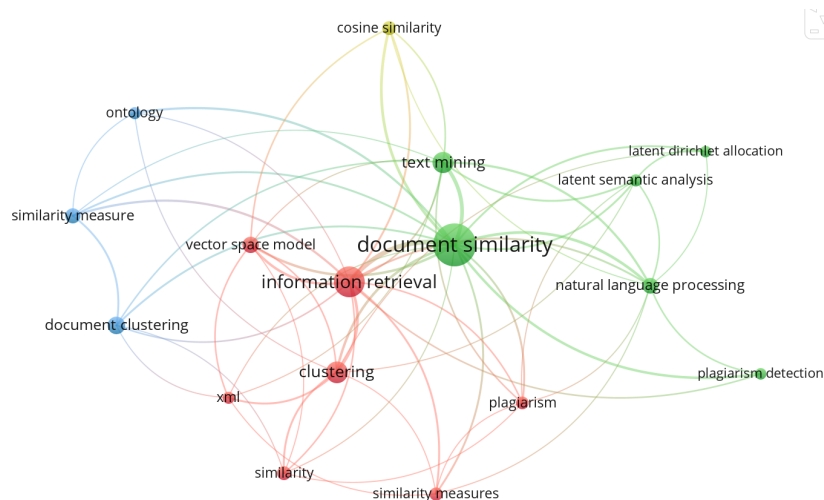 cosine similarity
ontology
text mining
latent dirichlet allocation
latent semantic analysis
similarity measure
vector space model
document similarity
information retrieval
natural language processing
document clustering
clustering
plagiarism detection
xml
plagiarism
similarity
similarity measures